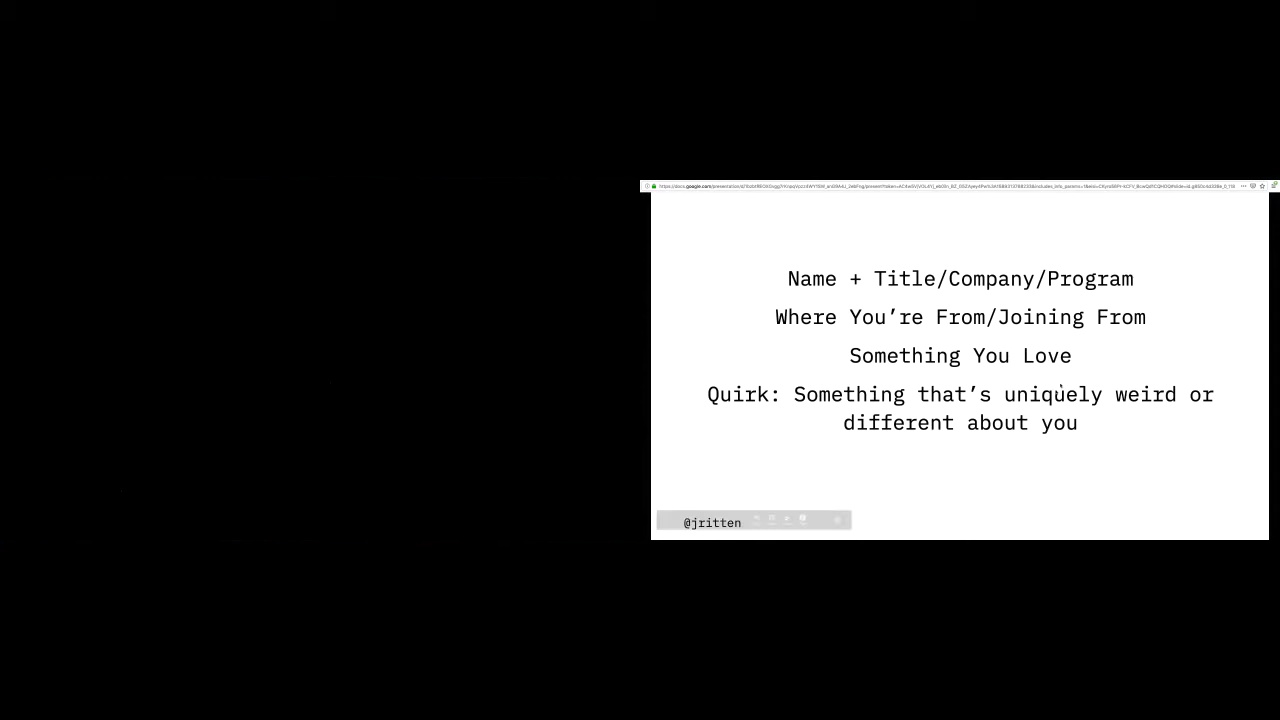 Name + Title/Company/Program
Where You’re From/Joining From
Something You Love
Quirk: Something that’s uniquely weird or
different about you
@jritten